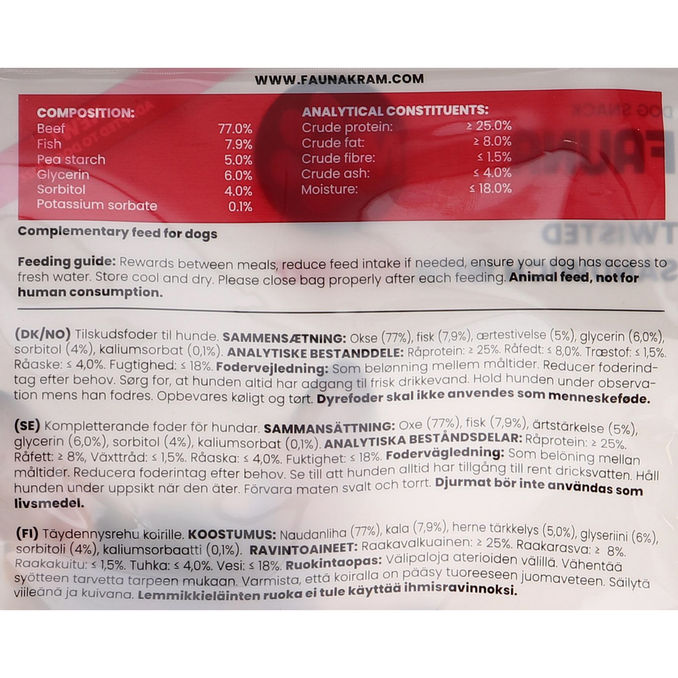 WWW.FAUNAKRAM.COM
COMPOSITION:
Beef 77.0%
Fish 7.9%
Pea starch 5.0%
Glycerin 6.0%
Sorbitol 4.0%
Potassium sorbate 0.1%
ANALYTICAL CONSTITUENTS:
Crude protein: ≥ 25.0%
Crude fat: ≥ 8.0%
Crude fibre: ≤ 1.5%
Crude ash: ≤ 4.0%
Moisture: ≤ 18.0%
DOG SNACK
FAUNA
TWISTED
Complementary feed for dogs
Feeding guide: Rewards between meals, reduce feed intake if needed, ensure your dog has access to
fresh water. Store cool and dry. Please close bag properly after each feeding. Animal feed, not for
human consumption.
(DK/NO) Tilskudsfoder til hunde. SAMMENSÆTNING: Okse (77%), fisk (7,9%), ærtestivelse (5%), glycerin (6,0%),
sorbitol (4%), kaliumsorbat (0,1%). ANALYTISKE BESTANDDELE: Råprotein: ≥ 25%. Råfedt: ≤ 8,0%. Træstof: ≤ 1,5%.
Råaske: ≤ 4,0%. Fugtighed: ≤ 18%. Fodervejledning: Som belønning mellem måltider. Reducer foderind-
tag efter behov. Sørg for, at hunden altid har adgang til frisk drikkevand. Hold hunden under observa-
tion mens han fodres. Opbevares køligt og tørt. Dyrefoder skal ikke anvendes som menneskeføde.
(SE) Kompletterande foder för hundar. SAMMANSÄTTNING: Oxe (77%), fisk (7,9%), ärtstärkelse (5%),
glycerin (6,0%), sorbitol (4%), kaliumsorbat (0,1%). ANALYTISKA BESTÅNDSDELAR: Råprotein: ≥ 25%.
Råfett: ≥ 8%, Växttråd: ≤ 1,5%. Råaska: ≤ 4,0%. Fuktighet: ≤ 18%. Fodervägledning: Som belöning mellan
måltider. Reducera foderintag efter behov. Se till att hunden alltid har tillgång till rent dricksvatten. Håll
hunden under uppsikt när den äter. Förvara maten svalt och torrt. Djurmat bör inte användas som
livsmedel.
(FI) Täydennysrehu koirille. KOOSTUMUS: Naudanliha (77%), kala (7,9%), herne tärkkelys (5,0%), glyseriini (6%),
sorbitoli (4%), kaliumsorbaatti (0,1%). RAVINTOAINEET: Raakavalkuainen: ≥ 25%. Raakarasva: ≥ 8%.
Raakakuitu: ≤ 1,5%. Tuhka: ≤ 4,0%. Vesi: ≤ 18%. Ruokintaopas: Välipaloja aterioiden välillä. Vähentää
syötteen tarvetta tarpeen mukaan. Varmista, että koiralla on pääsy tuoreeseen juomaveteen. Säilytä
viileänä ja kuivana. Lemmikkieläinten ruoka ei tule käyttää ihmisravinnoksi.